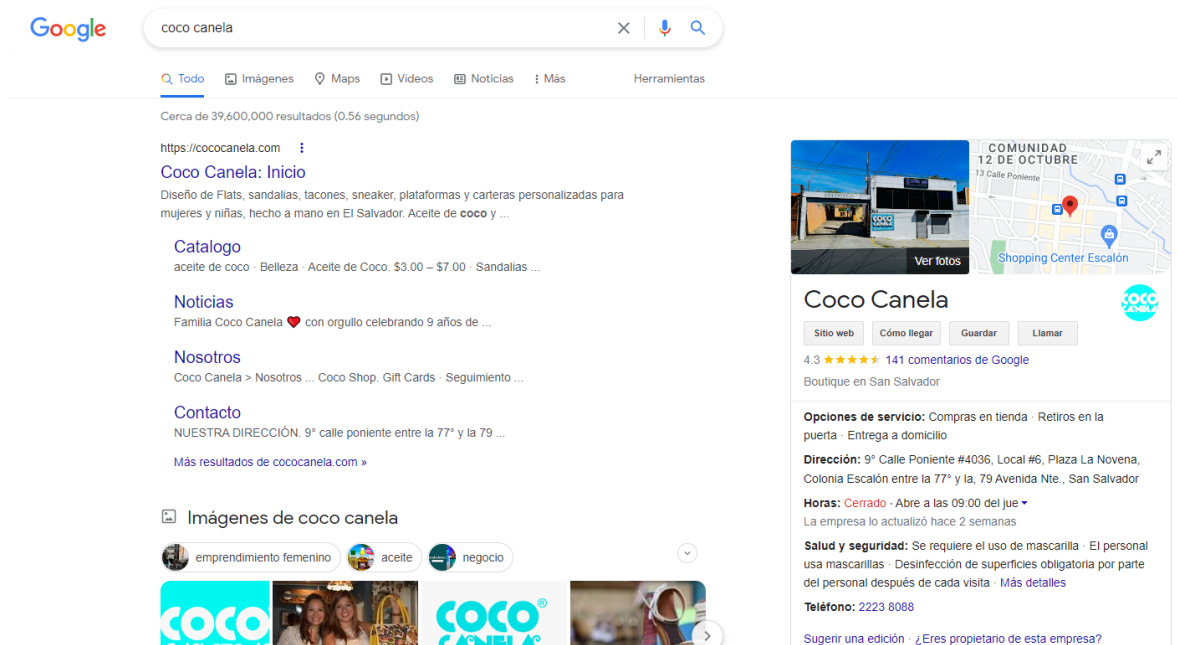 Google
coco canela
Todo Imágenes Maps Videos Noticias Más Herramientas
Cerca de 39,600,000 resultados (0.56 segundos)
https://cococanela.com
Coco Canela: Inicio
Diseño de Flats, sandalias, tacones, sneaker, plataformas y carteras personalizadas para
mujeres y niñas, hecho a mano en El Salvador. Aceite de coco y ...
Catalogo
aceite de coco · Belleza · Aceite de Coco. $3.00 – $7.00 · Sandalias ...
Noticias
Familia Coco Canela ❤ con orgullo celebrando 9 años de ...
Nosotros
Coco Canela > Nosotros ... Coco Shop. Gift Cards · Seguimiento ...
Contacto
NUESTRA DIRECCIÓN. 9° calle poniente entre la 77° y la 79 ...
Más resultados de cococanela.com »
Imágenes de coco canela
emprendimiento femenino aceite negocio
COCO
CANELA
COCO®
CANELA
COCO
CANELA
Ver fotos
COMUNIDAD
12 DE OCTUBRE
13 Calle Poniente
Shopping Center Escalón
Coco Canela
COCO
CANELA
Sitio web Cómo llegar Guardar Llamar
4.3 ★★★★★ 141 comentarios de Google
Boutique en San Salvador
Opciones de servicio: Compras en tienda · Retiros en la
puerta · Entrega a domicilio
Dirección: 9° Calle Poniente #4036, Local #6, Plaza La Novena,
Colonia Escalón entre la 77° y la, 79 Avenida Nte., San Salvador
Horas: Cerrado · Abre a las 09:00 del jue
La empresa lo actualizó hace 2 semanas
Salud y seguridad: Se requiere el uso de mascarilla · El personal
usa mascarillas · Desinfección de superficies obligatoria por parte
del personal después de cada visita · Más detalles
Teléfono: 2223 8088
Sugerir una edición · ¿Eres propietario de esta empresa?